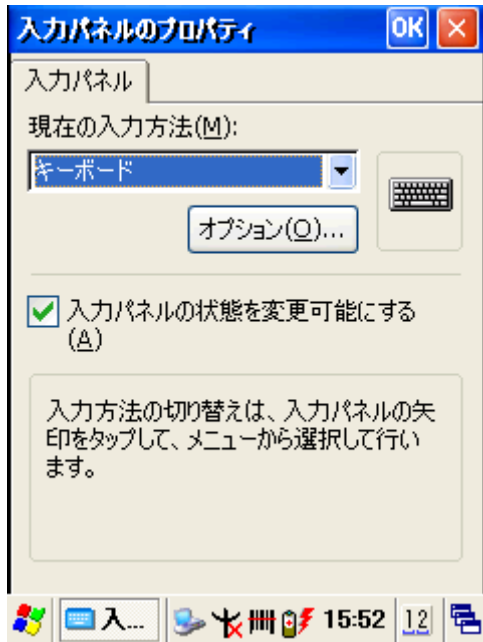 入力パネルのプロパティ OK
入力パネル
現在の入力方法(M):
キーボード
オプション(O)...
入力パネルの状態を変更可能にする
(A)
入力方法の切り替えは、入力パネルの矢
印をタップして、メニューから選択して行い
ます。
入... 15:52 12